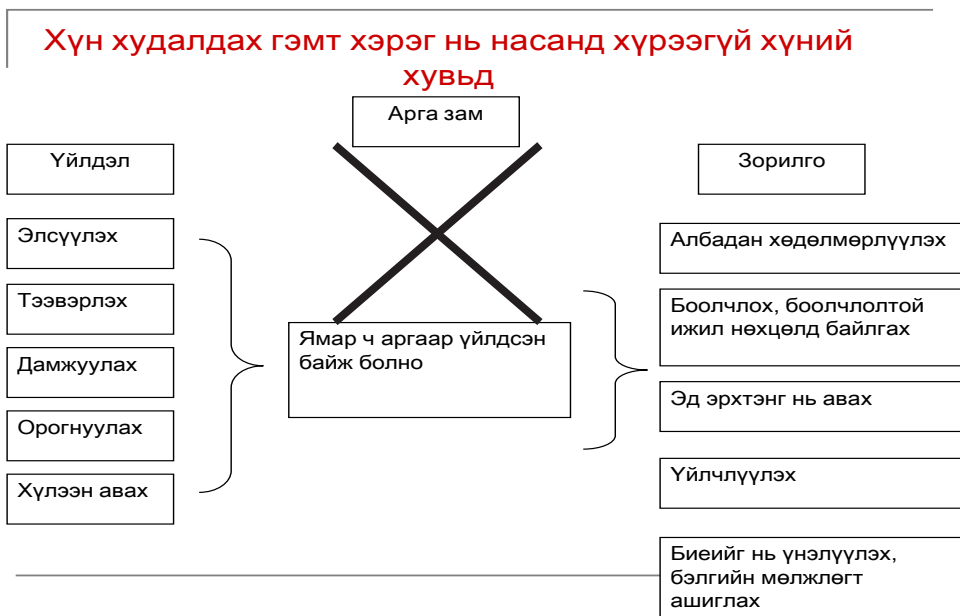 Хүн худалдах гэмт хэрэг нь насанд хүрээгүй хүний
хувьд
Арга зам
Үйлдэл
Зорилго
Элсүүлэх
Тээвэрлэх
Дамжуулах
Орогнуулах
Хүлээн авах
Ямар ч аргаар үйлдсэн
байж болно
Албадан хөдөлмөрлүүлэх
Боолчлох, боолчлолтой
ижил нөхцөлд байлгах
Эд эрхтэнг нь авах
Үйлчлүүлэх
Биеийг нь үнэлүүлэх,
бэлгийн мөлжлөгт
ашиглах